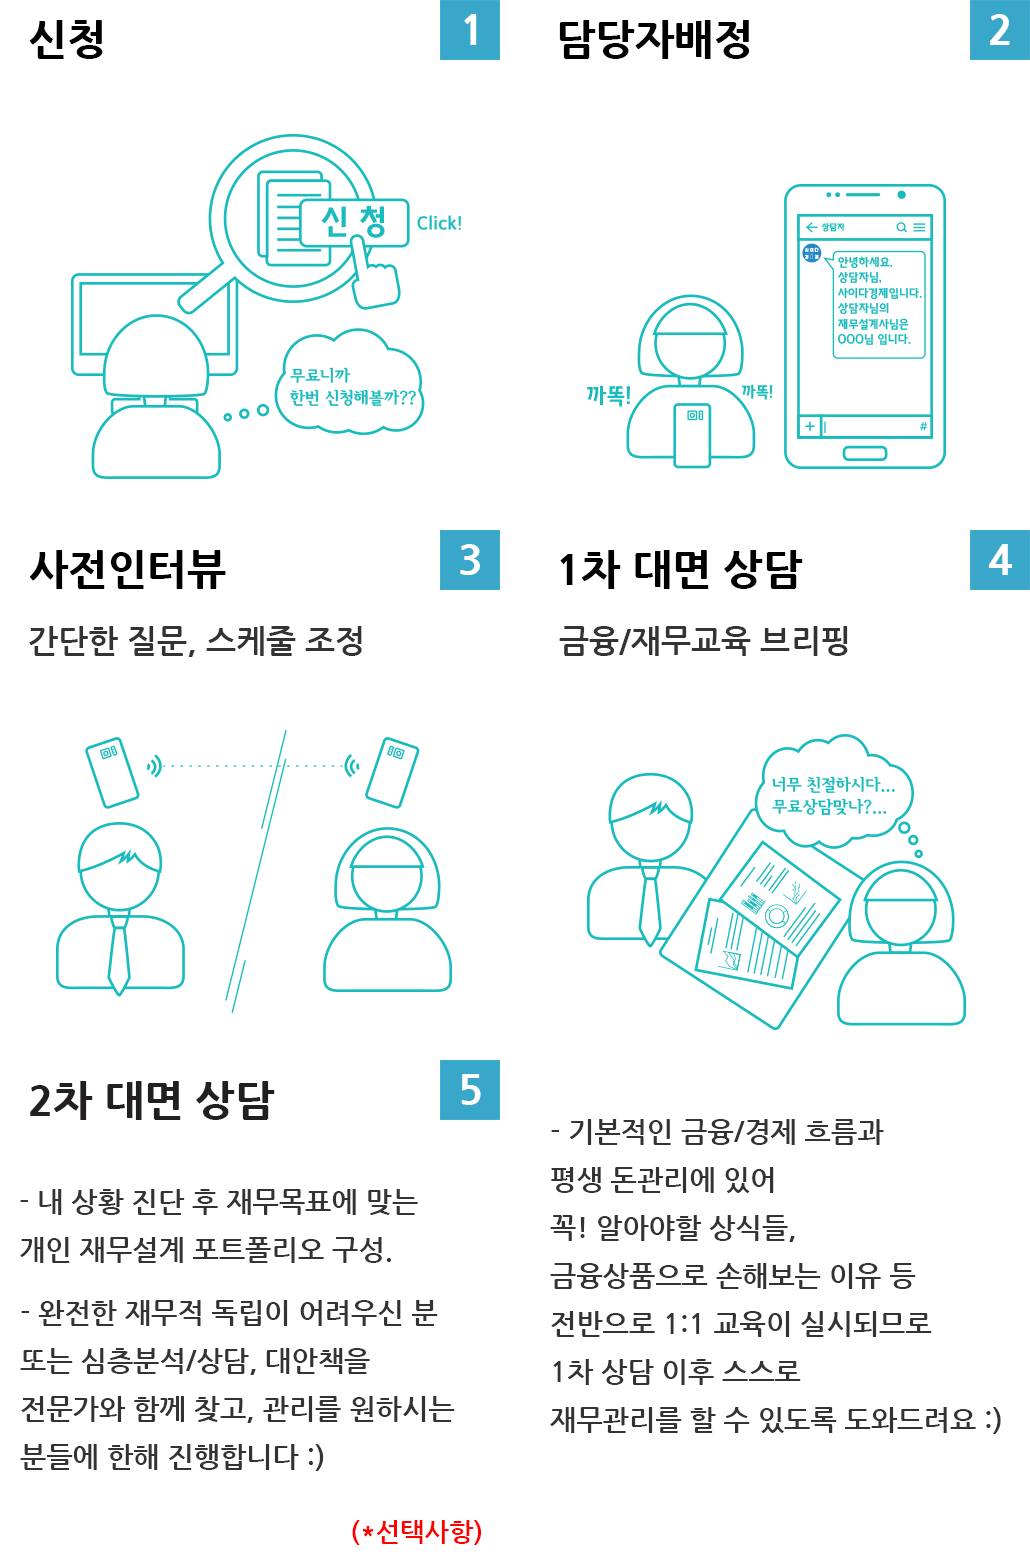 신청
1
신 청
Click!
무료니까
한번 신청해볼까??
담당자배정
2
까똑!
까똑!
상담자
안녕하세요.
상담자님.
사이다경제입니다.
상담자님의
재무설계사님은
OOO님 입니다.
+
#
사전인터뷰
3
간단한 질문, 스케줄 조정
1차 대면 상담
4
금융/재무교육 브리핑
너무 친절하시다...
무료상담맞나?...
- 기본적인 금융/경제 흐름과
평생 돈관리에 있어
꼭! 알아야할 상식들,
금융상품으로 손해보는 이유 등
전반으로 1:1 교육이 실시되므로
1차 상담 이후 스스로
재무관리를 할 수 있도록 도와드려요 :)
2차 대면 상담
5
- 내 상황 진단 후 재무목표에 맞는
개인 재무설계 포트폴리오 구성.
- 완전한 재무적 독립이 어려우신 분
또는 심층분석/상담, 대안책을
전문가와 함께 찾고, 관리를 원하시는
분들에 한해 진행합니다 :)
(*선택사항)